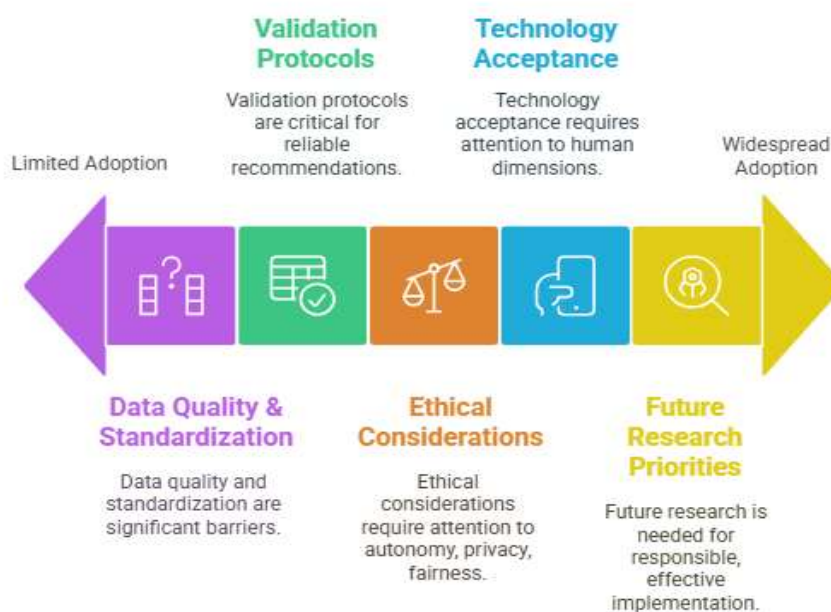 Validation
Protocols
Validation protocols
are critical for
reliable
recommendations.
Technology
Acceptance
Technology
acceptance requires
attention to human
dimensions.
Limited Adoption
Widespread
Adoption
?
Data Quality &
Standardization
Data quality and
standardization are
significant barriers.
Ethical
Considerations
Ethical
considerations
require attention to
autonomy, privacy,
fairness.
Future
Research
Priorities
Future research is
needed for
responsible,
effective
implementation.